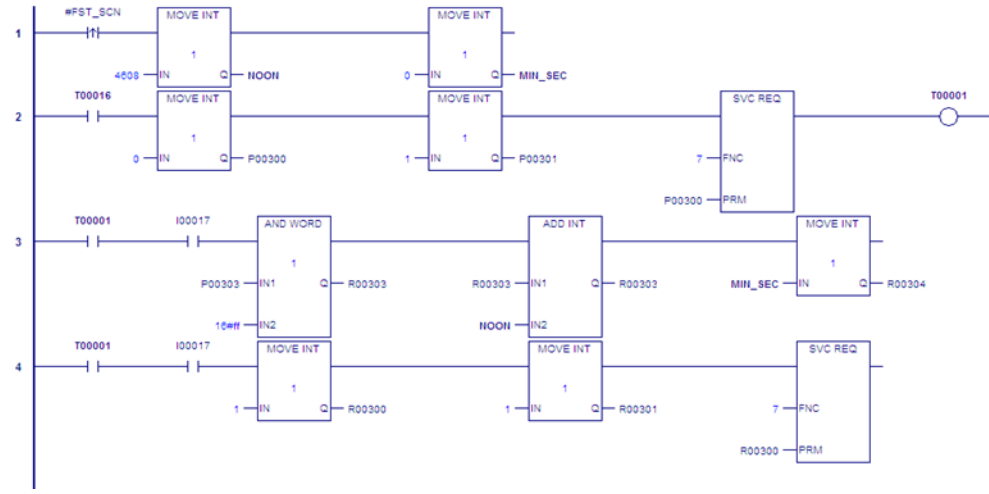 #FST_SCN MOVE INT MOVE INT
1
1 1
4608 IN Q NOON 0 IN Q MIN_SEC
T00016 MOVE INT MOVE INT SVC REQ T00001
2
1 1
0 IN Q P00300 1 IN Q P00301 7 FNC
P00300 PRM
T00001 I00017 AND WORD ADD INT MOVE INT
3
1 1
P00303 IN1 Q R00303 R00303 IN1 Q R00303 MIN_SEC IN Q R00304
16#ff IN2 NOON IN2
T00001 I00017 MOVE INT MOVE INT SVC REQ
4
1 1
1 IN Q R00300 1 IN Q R00301 7 FNC
R00300 PRM